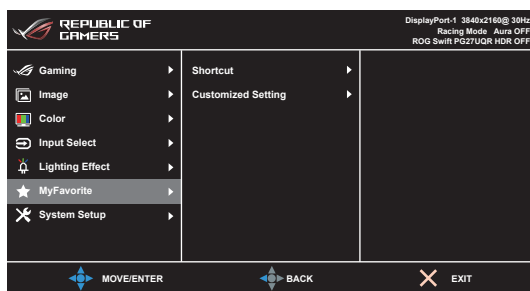 REPUBLIC OF
GAMERS
DisplayPort-1 3840x2160@ 30Hz
Racing Mode Aura OFF
ROG Swift PG27UQR HDR OFF
Gaming
Image
Color
Input Select
Lighting Effect
MyFavorite
System Setup
Shortcut
Customized Setting
MOVE/ENTER
BACK
EXIT